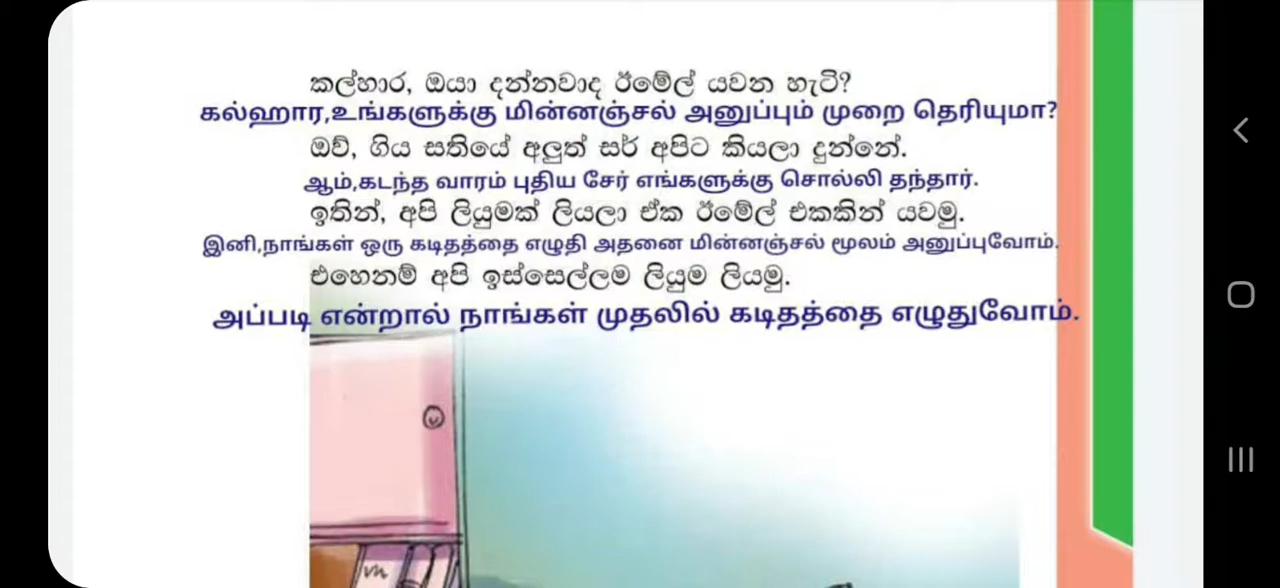 කල්හාර, ඔයා දන්නවාද ඊමේල් යවන හැටි?
கல்ஹார,உங்களுக்கு மின்னஞ்சல் அனுப்பும் முறை தெரியுமா?
ඔව්, ගිය සතියේ අලුත් සර් අපිට කියලා දුන්නේ.
ஆம்,கடந்த வாரம் புதிய சேர் எங்களுக்கு சொல்லி தந்தார்.
ඉතින්, අපි ලියුමක් ලියලා ඒක ඊමේල් එකකින් යවමු.
இனி,நாங்கள் ஒரு கடிதத்தை எழுதி அதனை மின்னஞ்சல் மூலம் அனுப்புவோம்.
එහෙනම් අපි ඉස්සෙල්ලම ලියුම ලියමු.
அப்படி என்றால் நாங்கள் முதலில் கடிதத்தை எழுதுவோம்.